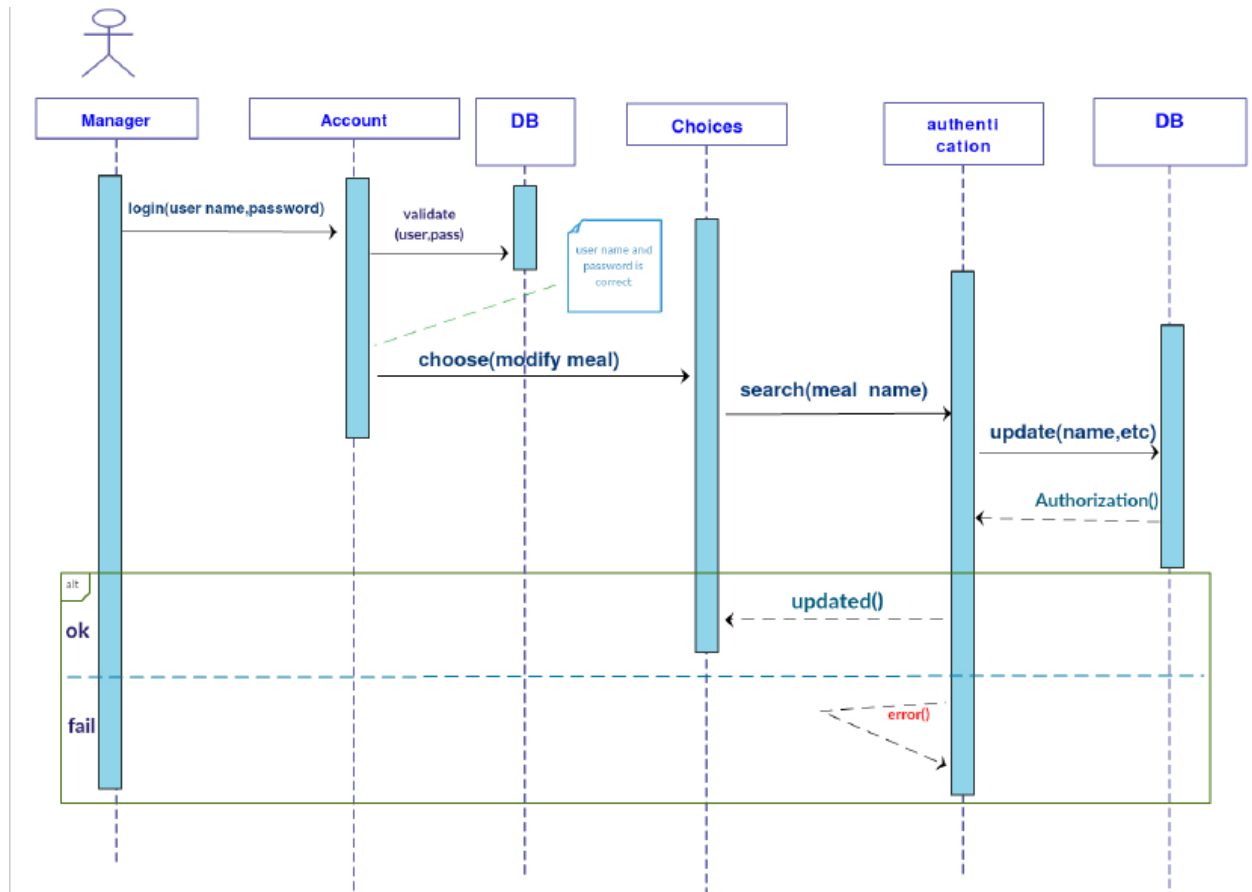 Manager
Account
DB
Choices
authenti
cation
DB
login(user name,password)
validate
(user,pass)
user name and
password is
correct
choose(modify meal)
search(meal name)
update(name,etc)
Authorization()
alt
updated()
ok
fail
error()